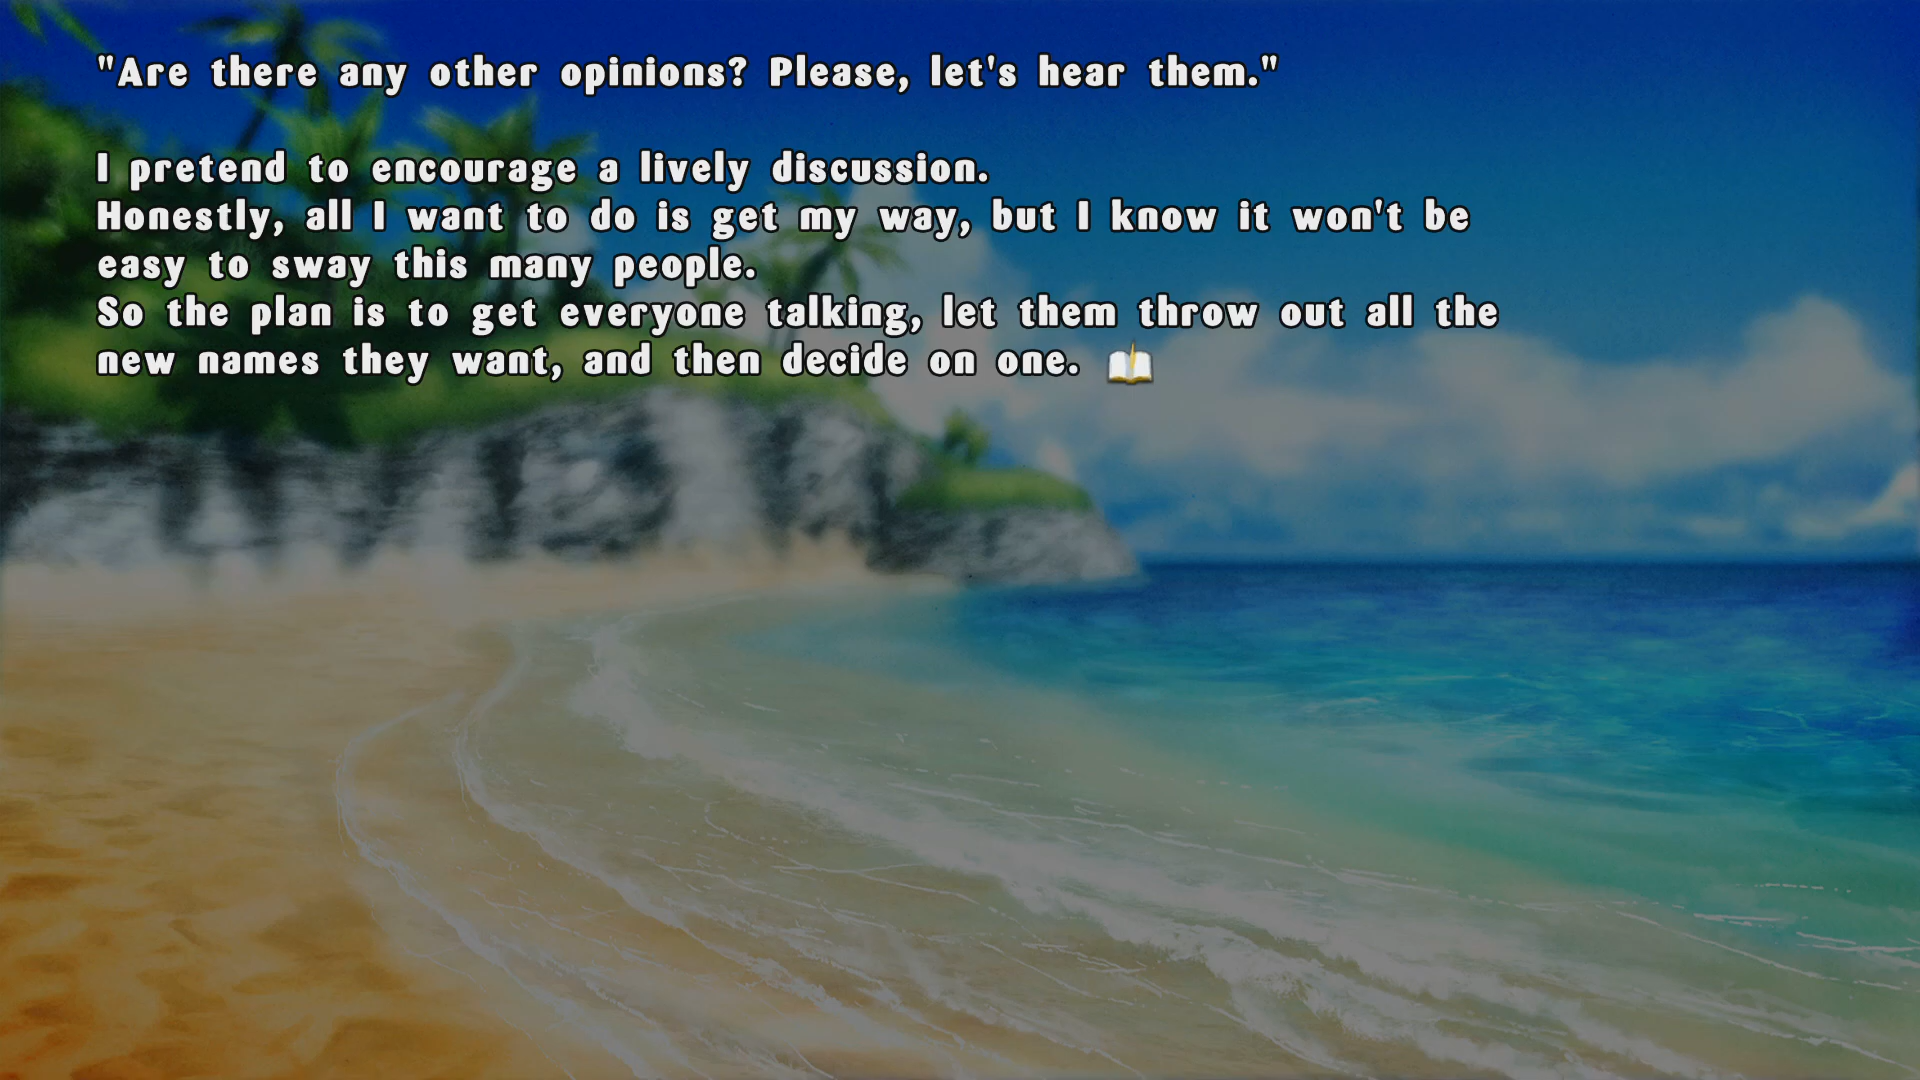 "Are there any other opinions? Please, let's hear them."
I pretend to encourage a lively discussion.
Honestly, all I want to do is get my way, but I know it won't be
easy to sway this many people.
So the plan is to get everyone talking, let them throw out all the
new names they want, and then decide on one.